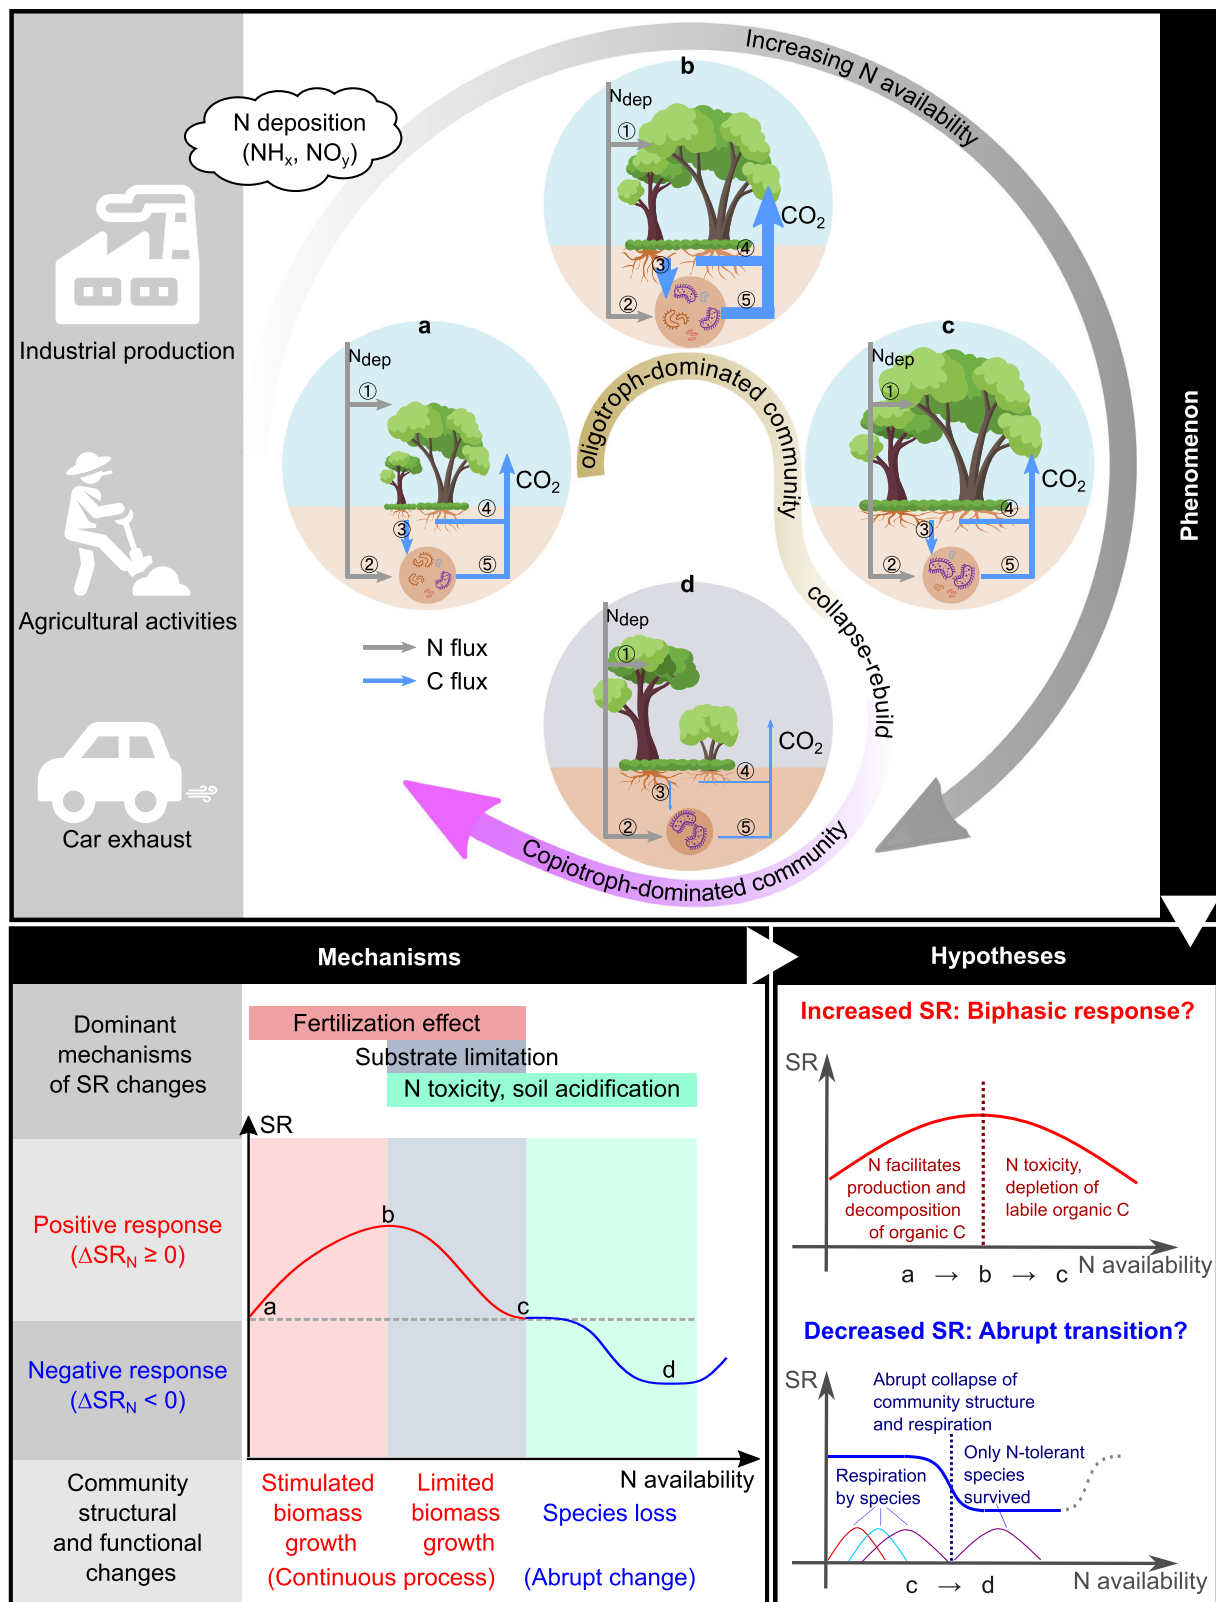 N deposition
(NHx, NOy)
Industrial production
Agricultural activities
Car exhaust
Increasing N availability
b
Ndep
①
CO2
③
④
②
⑤
a
Ndep
①
CO2
③
④
②
⑤
c
Ndep
①
CO2
③
④
②
⑤
oligotroph-dominated community
collapse-rebuild
Copiotroph-dominated community
d
Ndep
①
CO2
③
④
②
⑤
N flux
C flux
Phenomenon
Mechanisms
Dominant
mechanisms
of SR changes
Fertilization effect
Substrate limitation
N toxicity, soil acidification
SR
Positive response
(ΔSRN ≥ 0)
Negative response
(ΔSRN < 0)
a
b
c
d
N availability
Community
structural
and functional
changes
Stimulated
biomass
growth
Limited
biomass
growth
(Continuous process)
Species loss
(Abrupt change)
Hypotheses
Increased SR: Biphasic response?
SR
N facilitates
production and
decomposition
of organic C
N toxicity,
depletion of
labile organic C
N availability
a → b → c
Decreased SR: Abrupt transition?
SR
Abrupt collapse of
community structure
and respiration
Only N-tolerant
species
survived
Respiration
by species
N availability
c → d